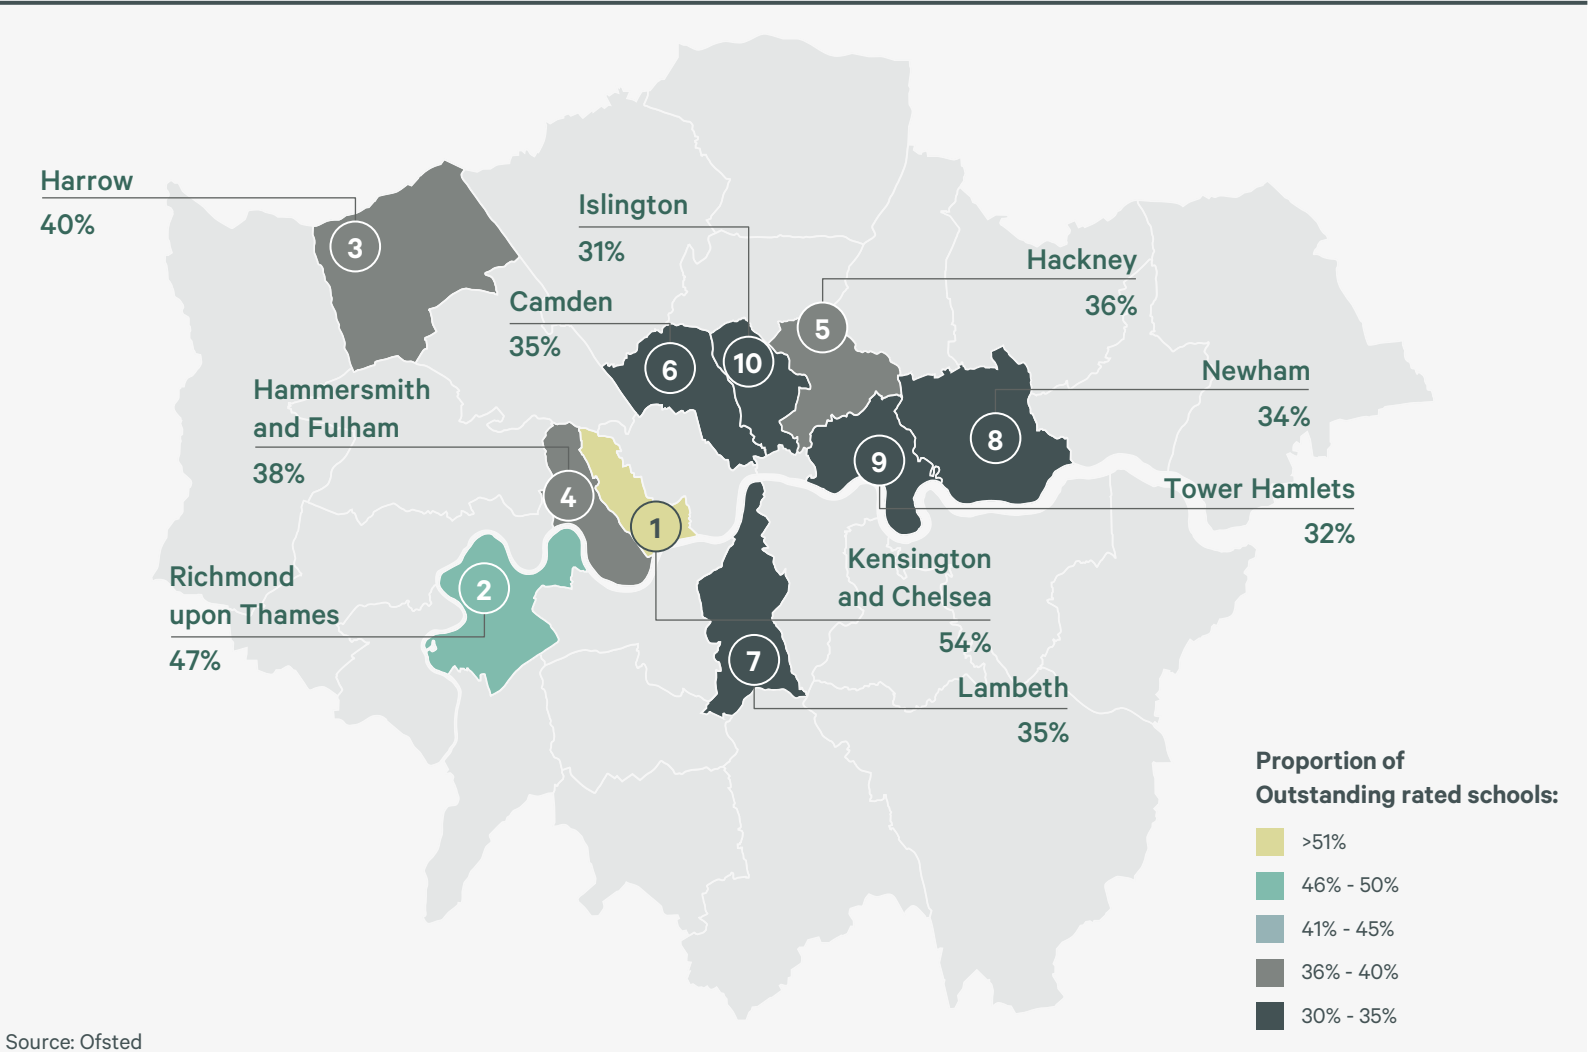 Harrow
40%
3
Islington
31%
Camden
35%
Hackney
36%
5
6
10
Newham
34%
8
Hammersmith
and Fulham
38%
4
9
Tower Hamlets
32%
1
Kensington
and Chelsea
54%
Richmond
upon Thames
47%
2
7
Lambeth
35%
Proportion of
Outstanding rated schools:
>51%
46% - 50%
41% - 45%
36% - 40%
30% - 35%
Source: Ofsted